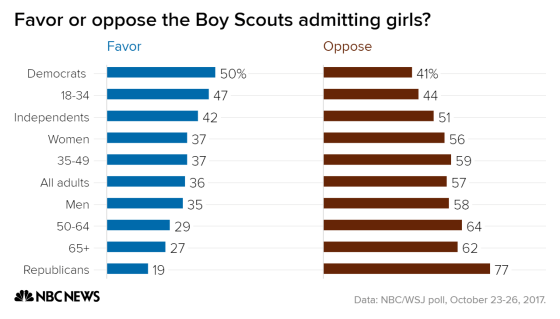 Favor or oppose the Boy Scouts admitting girls?
Favor Oppose
Democrats 50% 41%
18-34 47 44
Independents 42 51
Women 37 56
35-49 37 59
All adults 36 57
Men 35 58
50-64 29 64
65+ 27 62
Republicans 19 77
NBC NEWS Data: NBC/WSJ poll, October 23-26, 2017.